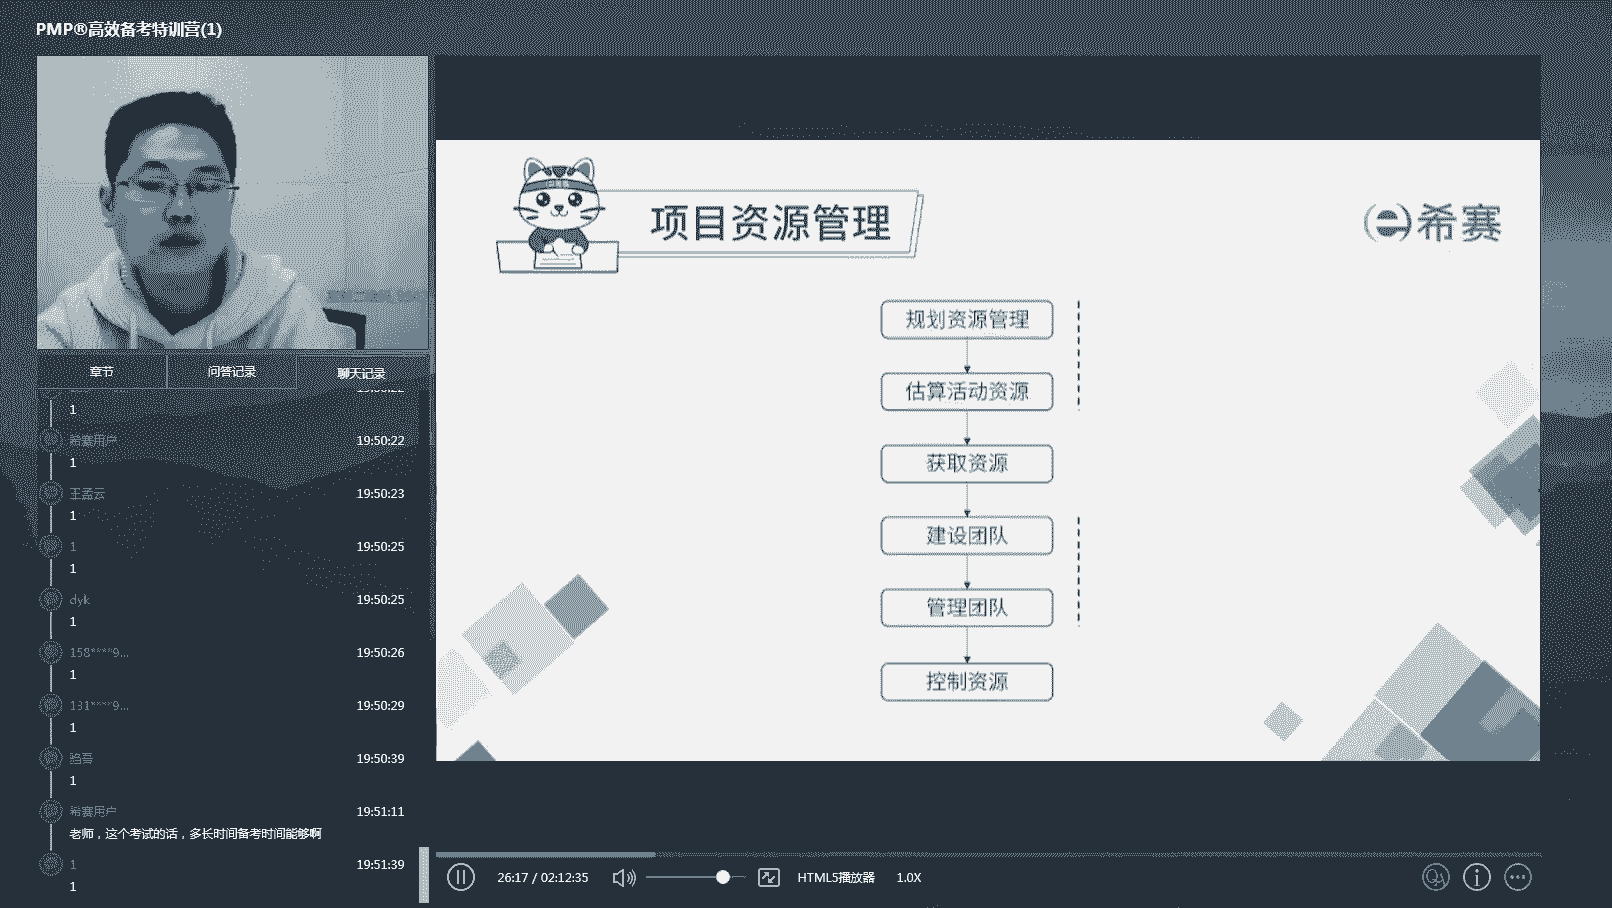 PMP®高效备考特训营(1)
项目资源管理
希赛
规划资源管理
估算活动资源
获取资源
建设团队
管理团队
控制资源
章节
问答记录
聊天记录
1
希赛用户
19:50:22
1
王孟云
19:50:23
1
1
19:50:25
1
dyk
19:50:25
1
158****9...
19:50:26
1
131****9...
19:50:29
1
19:50:39
1
希赛用户
19:51:11
老师，这个考试的话，多长时间备考时间能够啊
1
19:51:39
1
26:17 / 02:12:35
HTML5播放器
1.0X